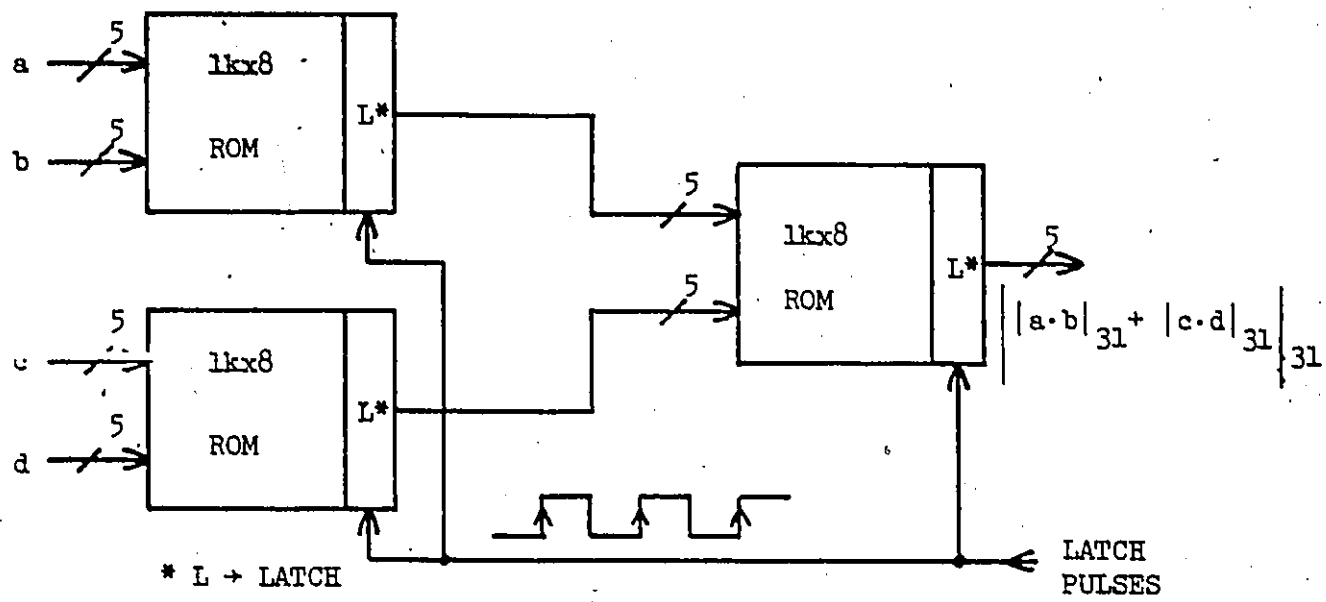 a
5
1kx8
b
5
ROM
L*
5
1kx8
5
ROM
L*
5
| |a·b|31 + |c·d|31 |31
c
5
1kx8
d
5
ROM
L*
* L → LATCH
LATCH
PULSES